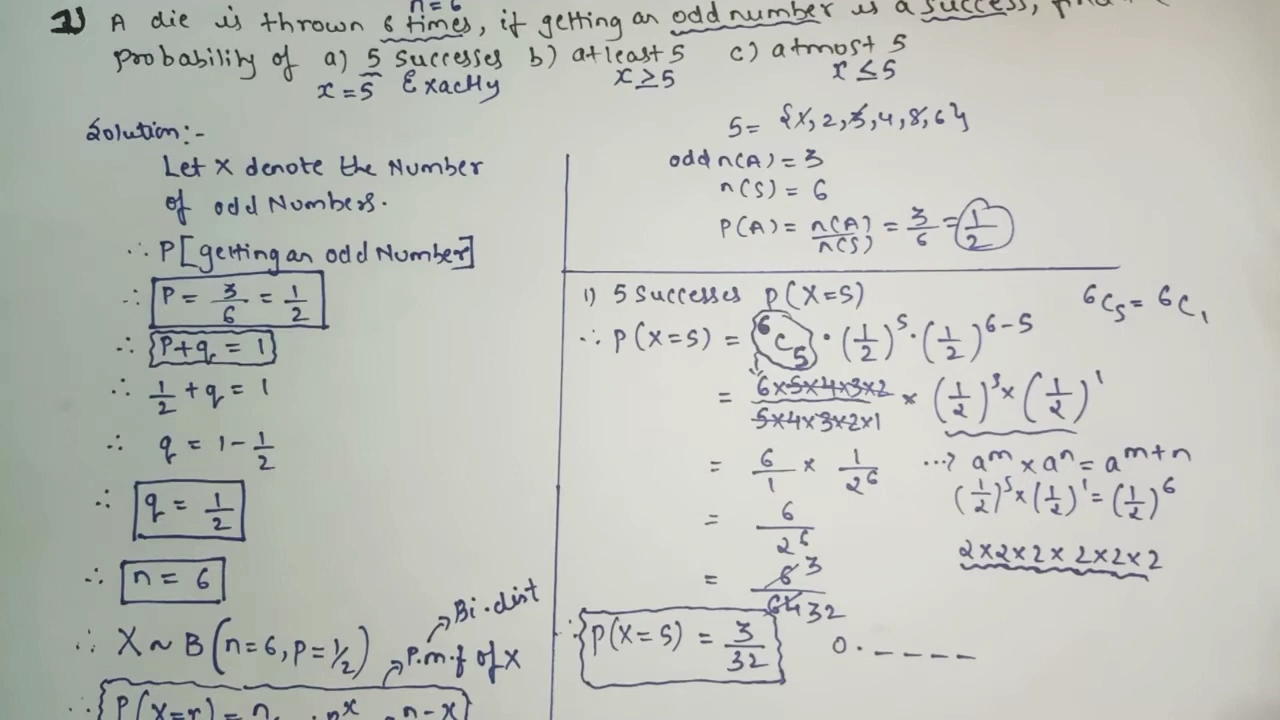 n=6
2) A die is thrown 6 times, if getting an odd number is a success, find
probability of a) 5 successes b) atleast 5 c) atmost 5
x = 5 Exactly x ≥ 5 x ≤ 5
Solution:-
Let X denote the Number
of odd Numbers.
∴ P[getting an odd Number]
∴ P = 3/6 = 1/2
∴ P+q = 1
∴ 1/2 + q = 1
∴ q = 1 - 1/2
∴ q = 1/2
∴ n = 6
∴ X ~ B(n=6, P=1/2)
Bi.dist
P.m.f of X
∴ P(X=x) = n p^x n-x
S = {1, 2, 3, 4, 5, 6}
odd n(A) = 3
n(S) = 6
P(A) = n(A)/n(S) = 3/6 = 1/2
1) 5 Successes P(X=5) 6C5 = 6C1
∴ P(X=5) = 6C5 · (1/2)^5 · (1/2)^6-5
= 6×5×4×3×2/5×4×3×2×1 × (1/2)^5 × (1/2)^1
= 6/1 × 1/2^6 ...> a^m × a^n = a^m+n
(1/2)^5 × (1/2)^1 = (1/2)^6
= 6/2^6
2×2×2×2×2×2
= 6 3/64 32
∴ P(X=5) = 3/32 0.----